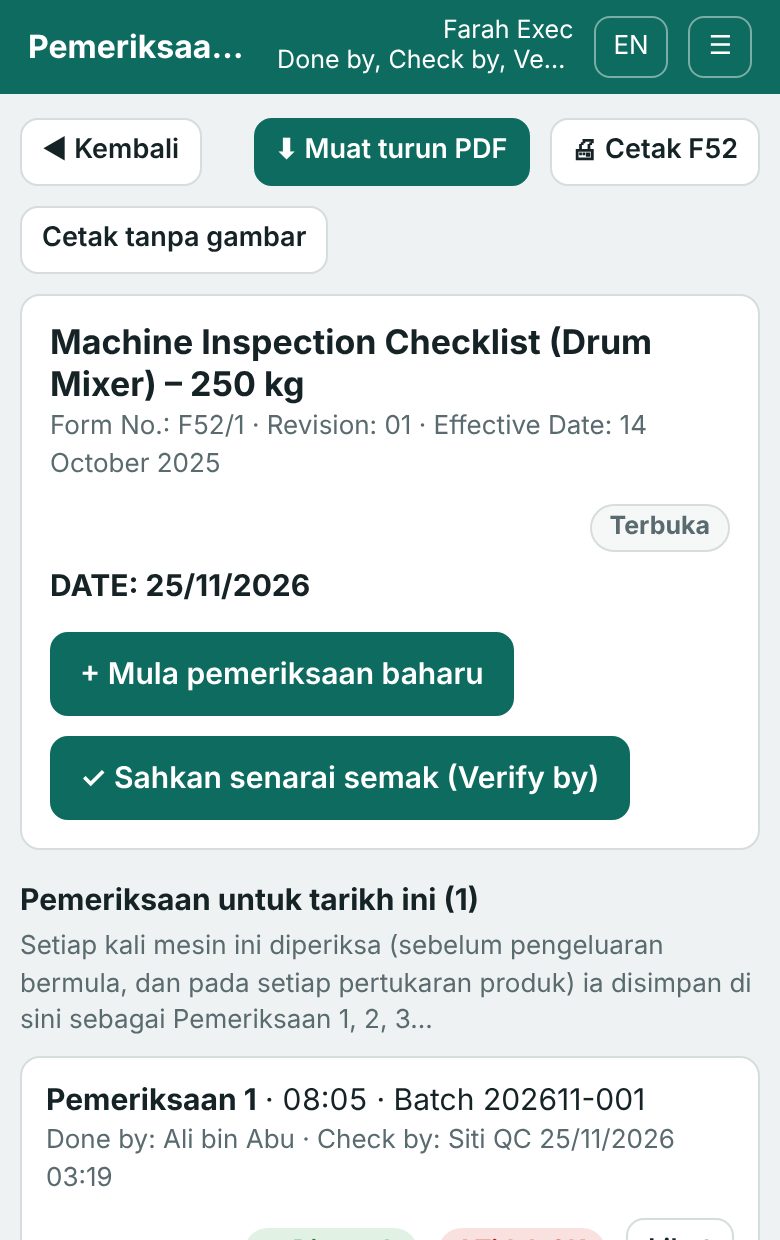 Pemeriksaa...
Farah Exec
Done by, Check by, Ve...
EN
☰
◀ Kembali
⬇ Muat turun PDF
🖨 Cetak F52
Cetak tanpa gambar
Machine Inspection Checklist (Drum
Mixer) – 250 kg
Form No.: F52/1 · Revision: 01 · Effective Date: 14
October 2025
Terbuka
DATE: 25/11/2026
+ Mula pemeriksaan baharu
✓ Sahkan senarai semak (Verify by)
Pemeriksaan untuk tarikh ini (1)
Setiap kali mesin ini diperiksa (sebelum pengeluaran
bermula, dan pada setiap pertukaran produk) ia disimpan di
sini sebagai Pemeriksaan 1, 2, 3...
Pemeriksaan 1 · 08:05 · Batch 202611-001
Done by: Ali bin Abu · Check by: Siti QC 25/11/2026
03:19